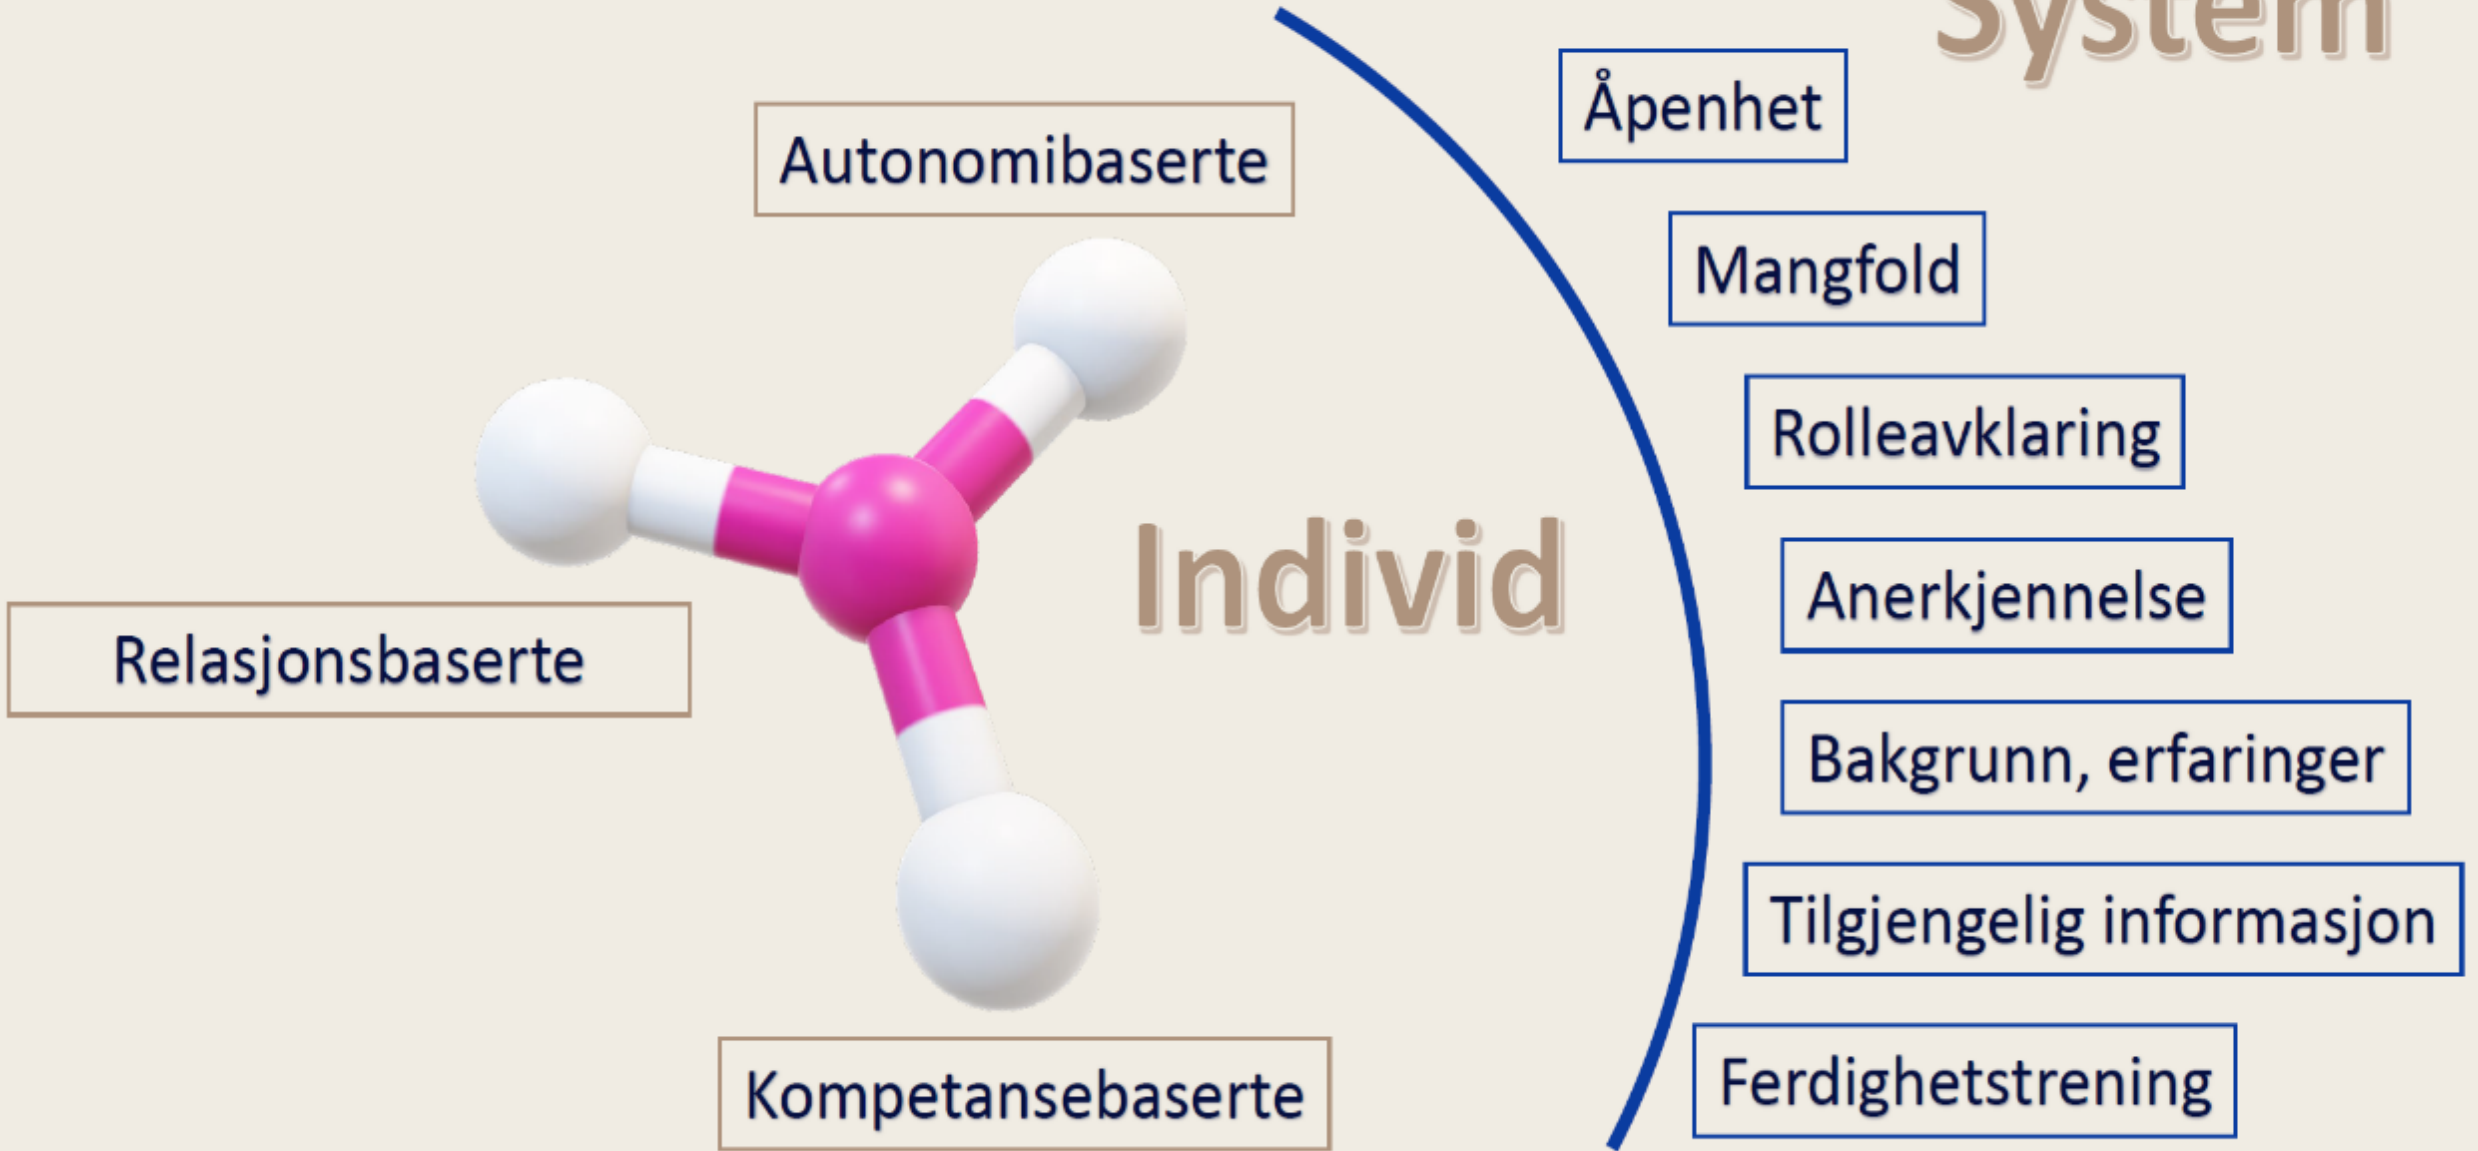 System
Åpenhet
Autonomibaserte
Mangfold
Rolleavklaring
Individ
Anerkjennelse
Relasjonsbaserte
Bakgrunn, erfaringer
Tilgjengelig informasjon
Ferdighetstrening
Kompetansebaserte